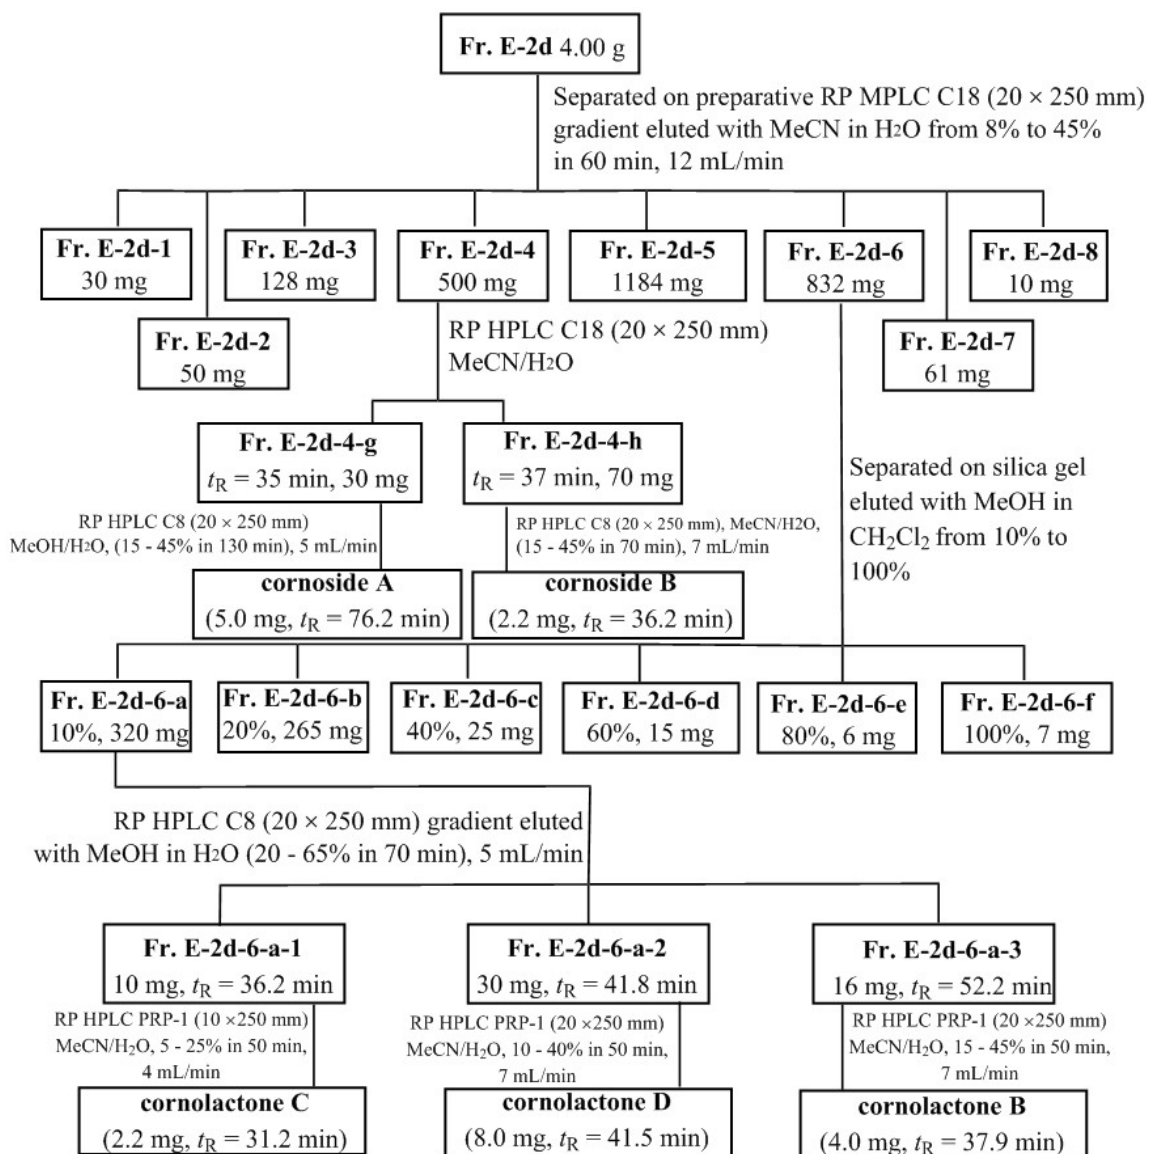 Fr. E-2d 4.00 g
Separated on preparative RP MPLC C18 (20 × 250 mm)
gradient eluted with MeCN in H2O from 8% to 45%
in 60 min, 12 mL/min
Fr. E-2d-1
30 mg
Fr. E-2d-3
128 mg
Fr. E-2d-4
500 mg
Fr. E-2d-5
1184 mg
Fr. E-2d-6
832 mg
Fr. E-2d-8
10 mg
Fr. E-2d-2
50 mg
Fr. E-2d-7
61 mg
RP HPLC C18 (20 × 250 mm)
MeCN/H2O
Fr. E-2d-4-g
tR = 35 min, 30 mg
Fr. E-2d-4-h
tR = 37 min, 70 mg
Separated on silica gel
eluted with MeOH in
CH2Cl2 from 10% to
100%
RP HPLC C8 (20 × 250 mm)
MeOH/H2O, (15 - 45% in 130 min), 5 mL/min
RP HPLC C8 (20 × 250 mm), MeCN/H2O,
(15 - 45% in 70 min), 7 mL/min
cornoside A
(5.0 mg, tR = 76.2 min)
cornoside B
(2.2 mg, tR = 36.2 min)
Fr. E-2d-6-a
10%, 320 mg
Fr. E-2d-6-b
20%, 265 mg
Fr. E-2d-6-c
40%, 25 mg
Fr. E-2d-6-d
60%, 15 mg
Fr. E-2d-6-e
80%, 6 mg
Fr. E-2d-6-f
100%, 7 mg
RP HPLC C8 (20 × 250 mm) gradient eluted
with MeOH in H2O (20 - 65% in 70 min), 5 mL/min
Fr. E-2d-6-a-1
10 mg, tR = 36.2 min
Fr. E-2d-6-a-2
30 mg, tR = 41.8 min
Fr. E-2d-6-a-3
16 mg, tR = 52.2 min
RP HPLC PRP-1 (10 ×250 mm)
MeCN/H2O, 5 - 25% in 50 min,
4 mL/min
RP HPLC PRP-1 (20 ×250 mm)
MeCN/H2O, 10 - 40% in 50 min,
7 mL/min
RP HPLC PRP-1 (20 ×250 mm)
MeCN/H2O, 15 - 45% in 50 min,
7 mL/min
cornolactone C
(2.2 mg, tR = 31.2 min)
cornolactone D
(8.0 mg, tR = 41.5 min)
cornolactone B
(4.0 mg, tR = 37.9 min)